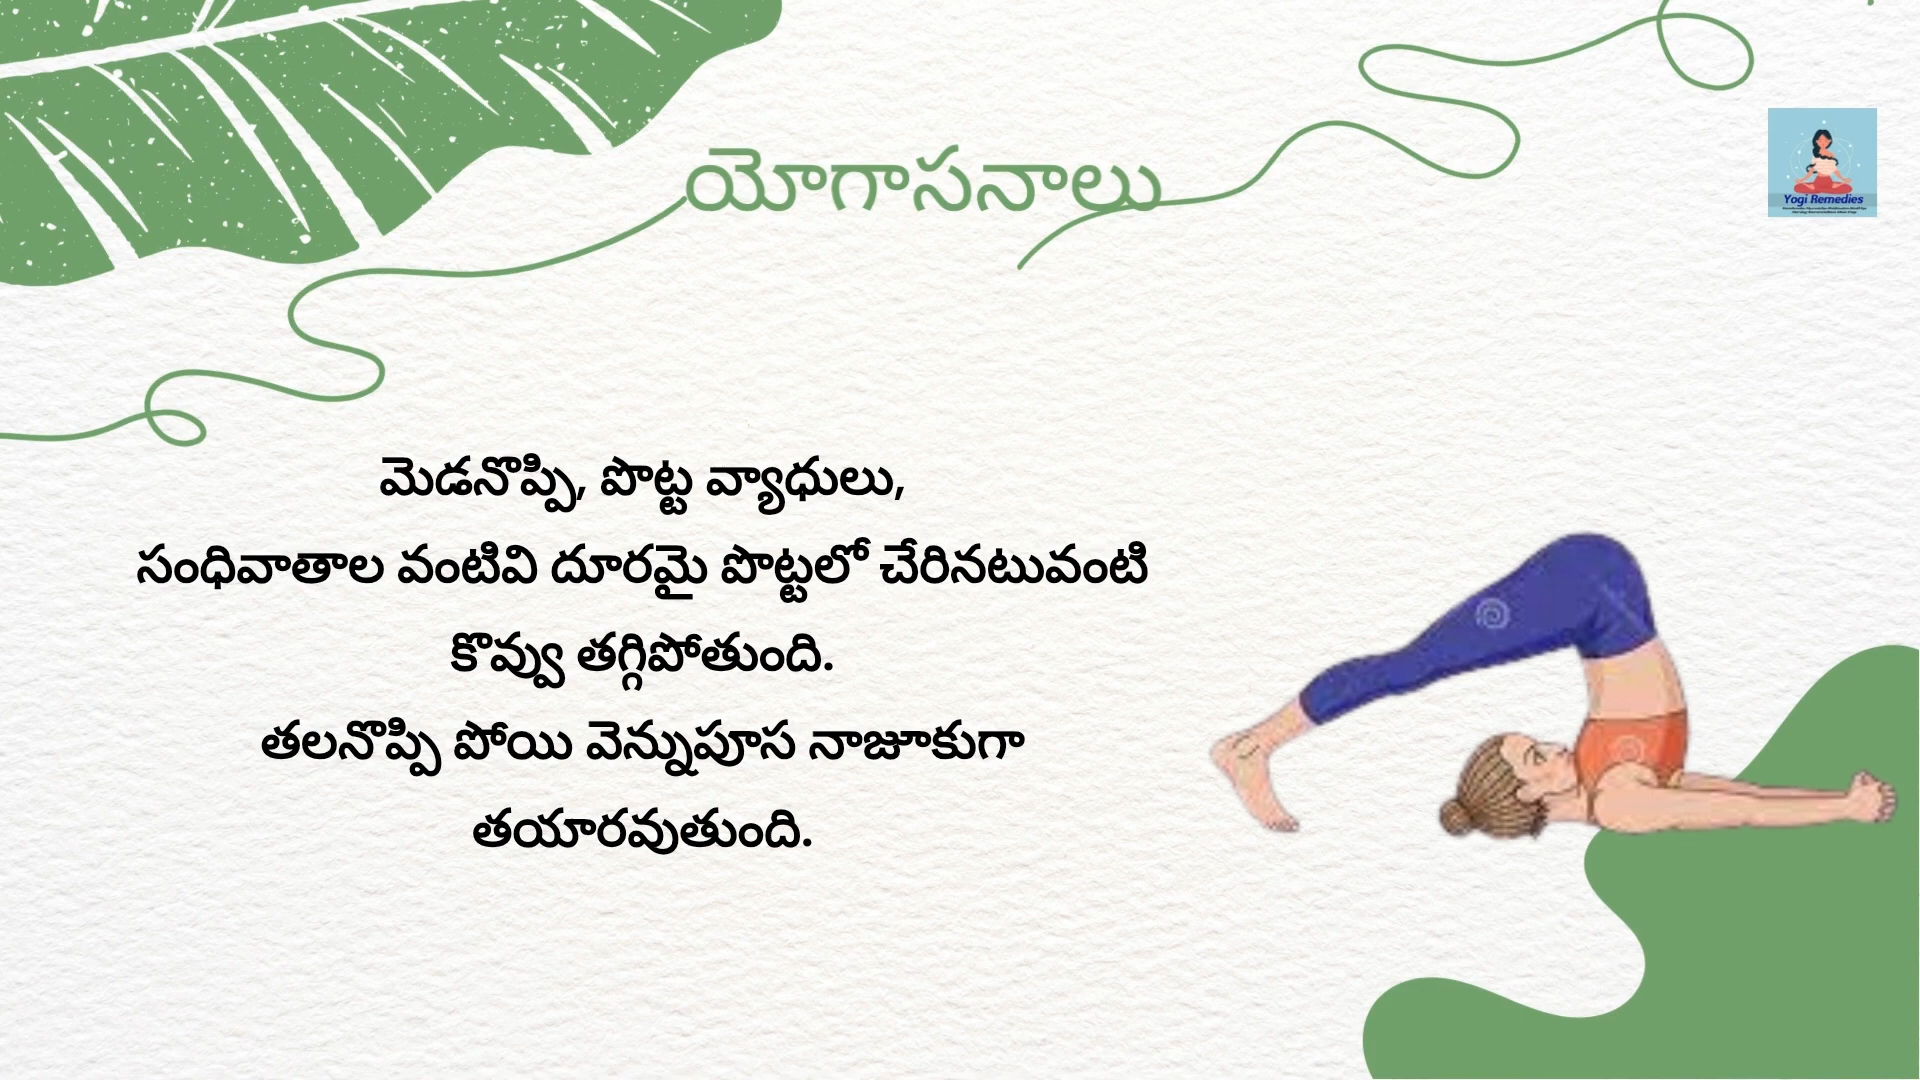 యోగాసనాలు
Yogi Remedies
మెడనొప్పి, పొట్ట వ్యాధులు,
సంధివాతాల వంటివి దూరమై పొట్టలో చేరినటువంటి
కొవ్వు తగ్గిపోతుంది.
తలనొప్పి పోయి వెన్నుపూస నాజూకుగా
తయారవుతుంది.